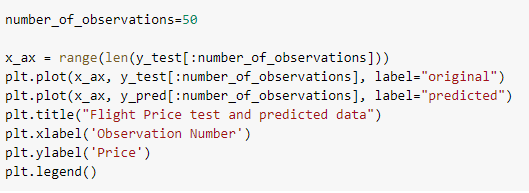 number_of_observations=50
x_ax = range(len(y_test[:number_of_observations]))
plt.plot(x_ax, y_test[:number_of_observations], label="original")
plt.plot(x_ax, y_pred[:number_of_observations], label="predicted")
plt.title("Flight Price test and predicted data")
plt.xlabel('Observation Number')
plt.ylabel('Price')
plt.legend()